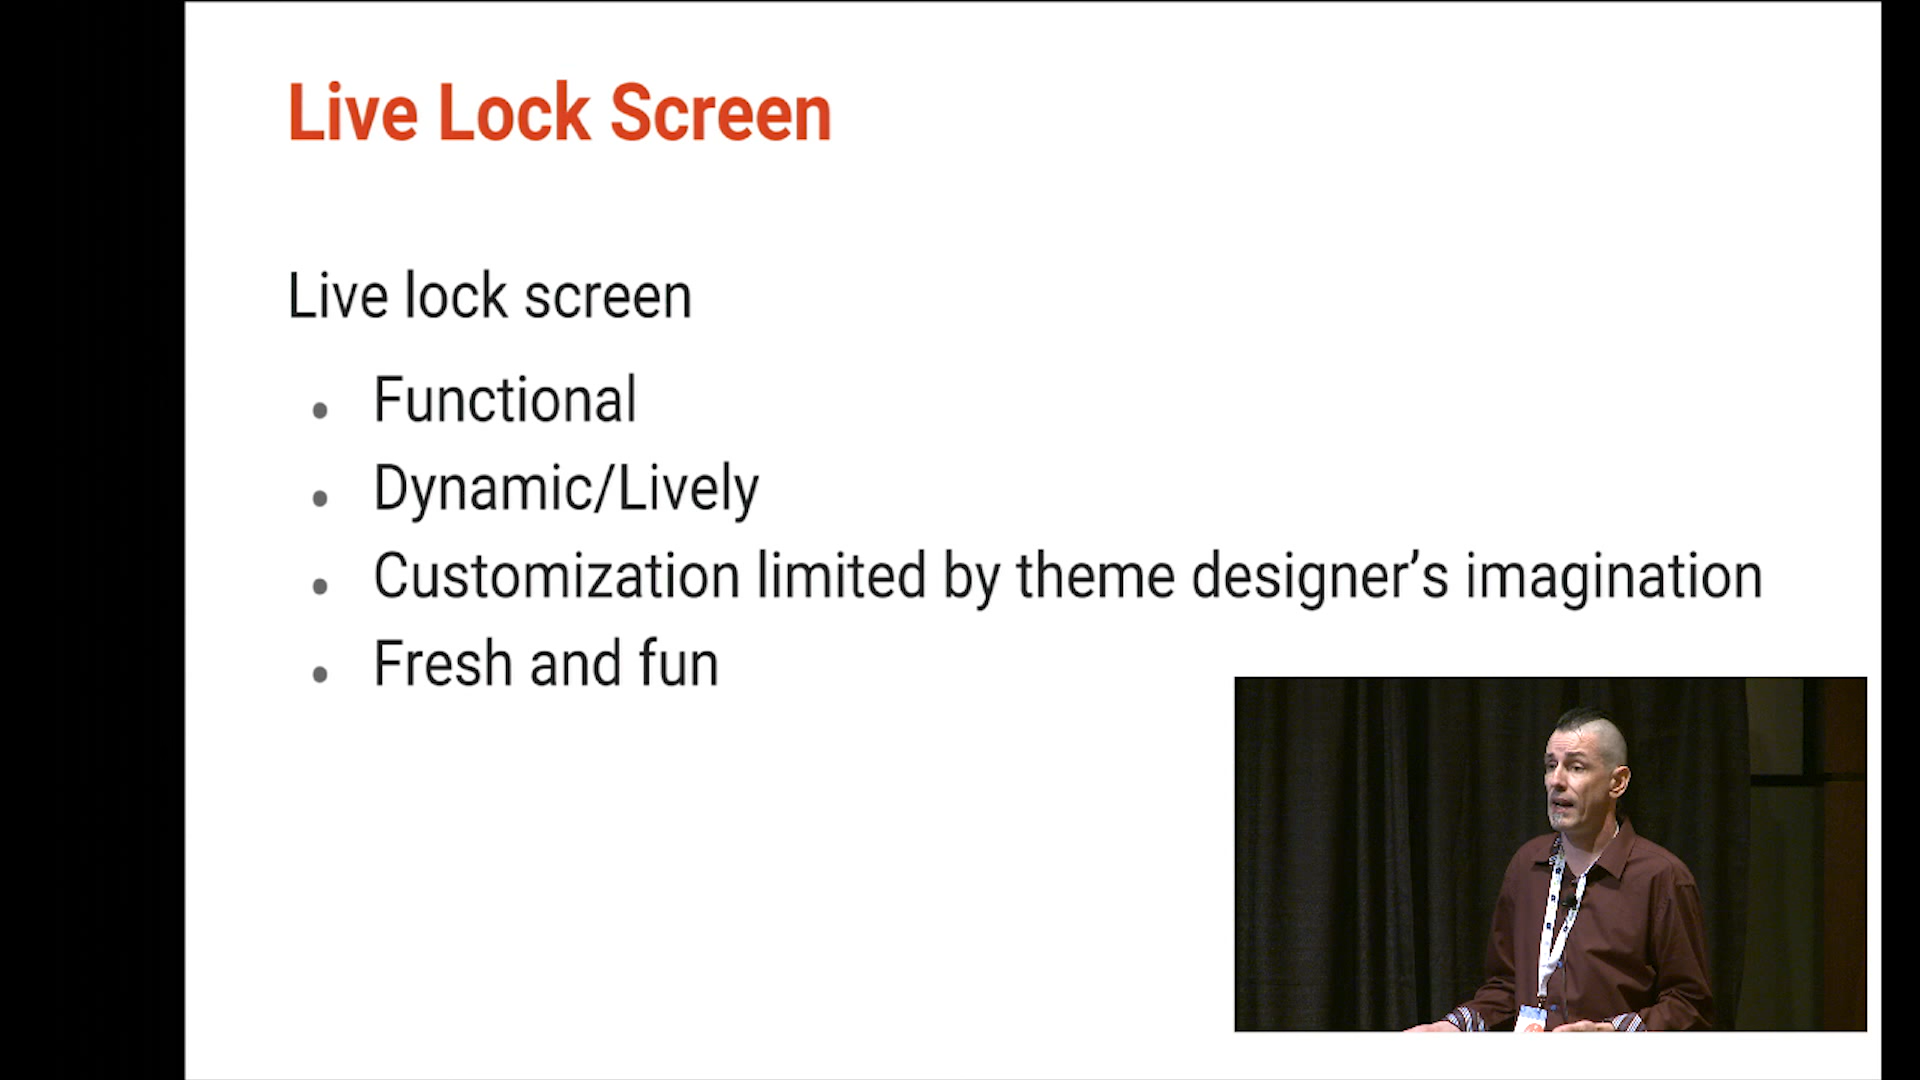 Live Lock Screen
Live lock screen
Functional
Dynamic/Lively
Customization limited by theme designer’s imagination
Fresh and fun